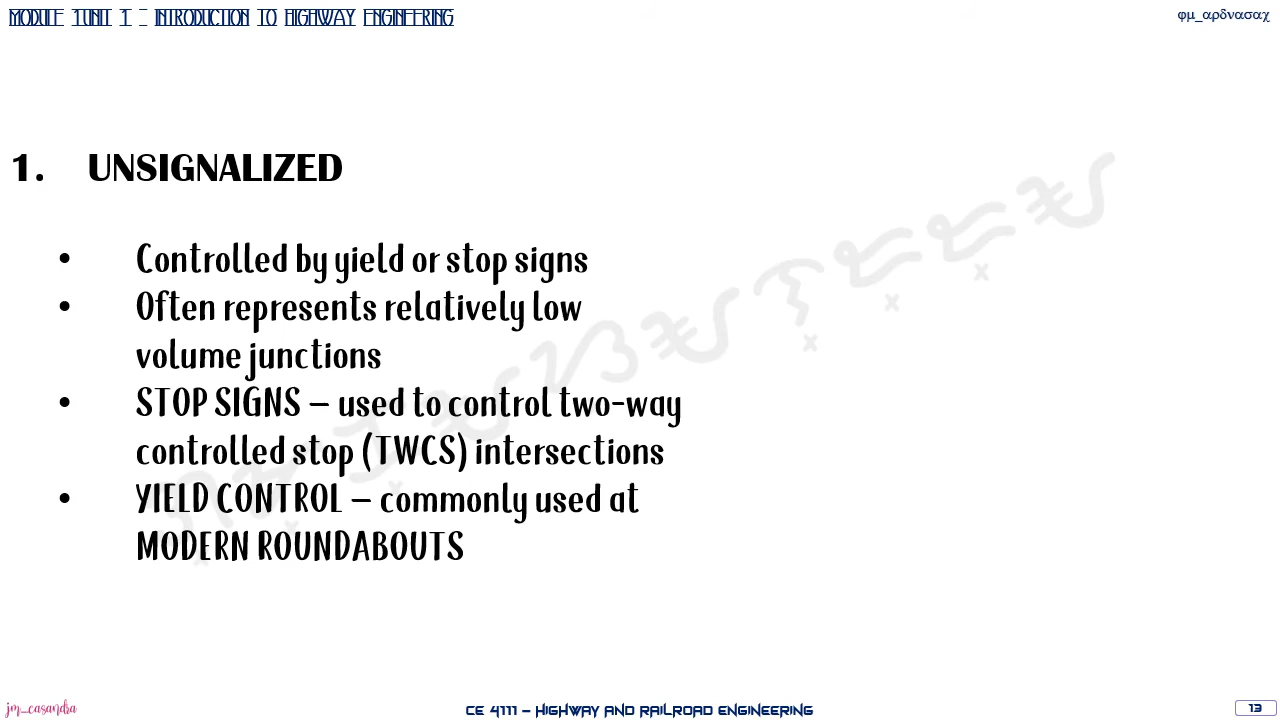 MODULE 1UNIT 1 - INTRODUCTION TO HIGHWAY ENGINEERING
φμ_αρδνασαχ
1. UNSIGNALIZED
• Controlled by yield or stop signs
• Often represents relatively low
volume junctions
• STOP SIGNS – used to control two-way
controlled stop (TWCS) intersections
• YIELD CONTROL – commonly used at
MODERN ROUNDABOUTS
jm_casandra
CE 4111 – HIGHWAY AND RAILROAD ENGINEERING
13